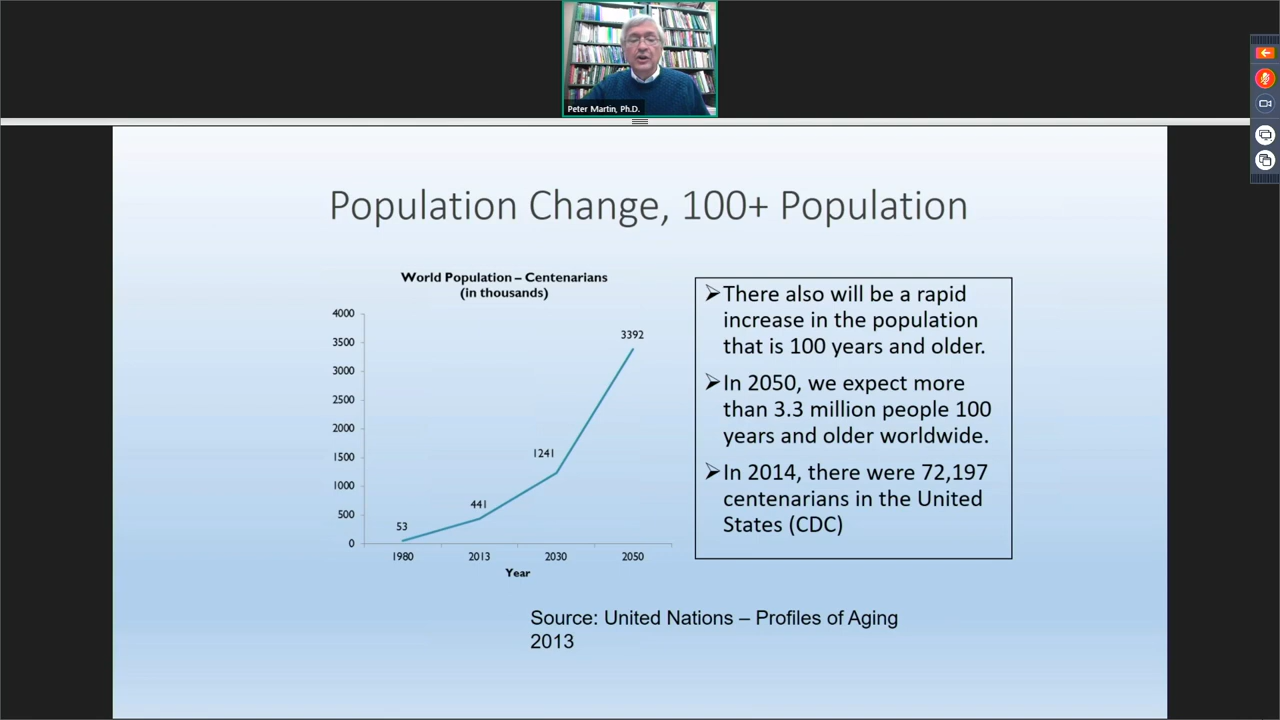 Peter Martin, Ph.D.
Population Change, 100+ Population
World Population – Centenarians
(in thousands)
4000
3500
3000
2500
2000
1500
1000
500
0
53
441
1241
3392
1980
2013
2030
2050
Year
➢There also will be a rapid
increase in the population
that is 100 years and older.
➢In 2050, we expect more
than 3.3 million people 100
years and older worldwide.
➢In 2014, there were 72,197
centenarians in the United
States (CDC)
Source: United Nations – Profiles of Aging
2013